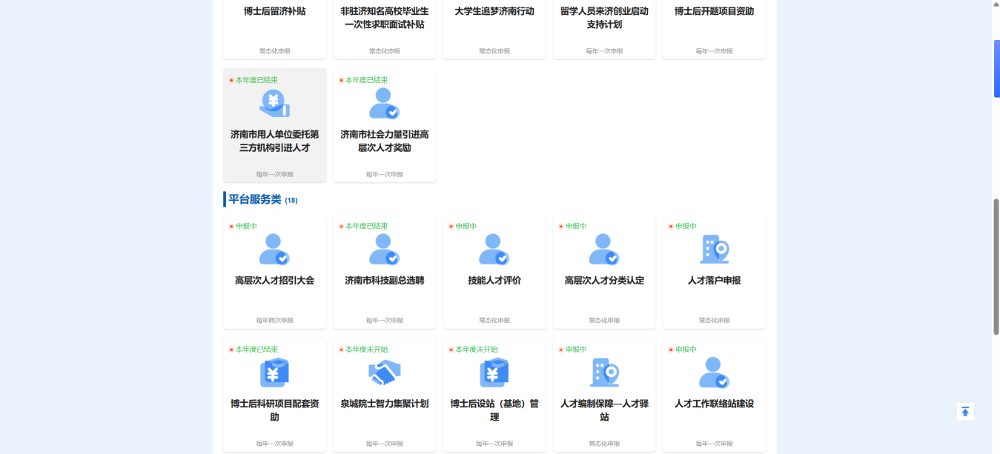 博士后留济补贴
非驻济知名高校毕业生
一次性求职面试补贴
大学生追梦济南行动
留学人员来济创业启动
支持计划
博士后开题项目资助
常态化申报
常态化申报
常态化申报
每年一次申报
每年一次申报
本年度已结束
济南市用人单位委托第
三方机构引进人才
每年一次申报
本年度已结束
济南市社会力量引进高
层次人才奖励
每年一次申报
平台服务类 (18)
申报中
高层次人才招引大会
每年两次申报
本年度已结束
济南市科技副总选聘
每年一次申报
申报中
技能人才评价
常态化申报
申报中
高层次人才分类认定
常态化申报
申报中
人才落户申报
常态化申报
本年度已结束
博士后科研项目配套资
助
每年一次申报
本年度未开始
泉城院士智力集聚计划
每年一次申报
本年度未开始
博士后设站（基地）管
理
每年一次申报
申报中
人才编制保障—人才驿
站
常态化申报
申报中
人才工作联络站建设
每年一次申报